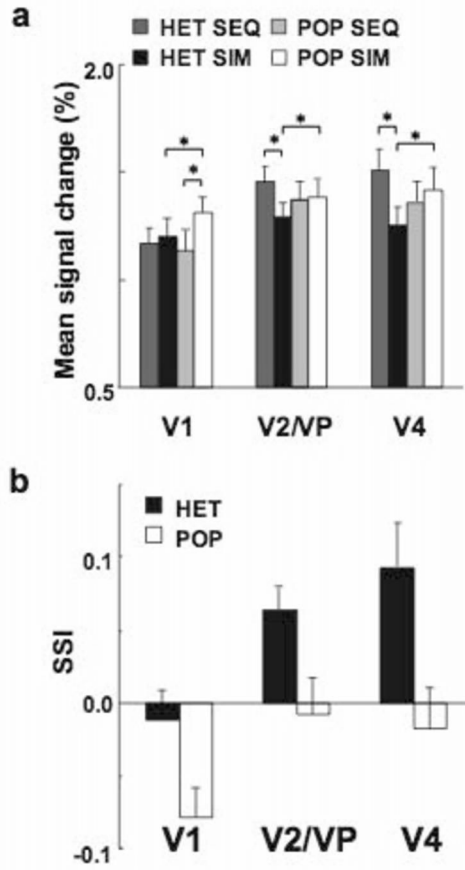 a
HET SEQ POP SEQ
HET SIM POP SIM
2.0
Mean signal change (%)
* * * * * *
0.5
V1 V2/VP V4
b
HET
POP
0.1
SSI
0.0
-0.1
V1 V2/VP V4